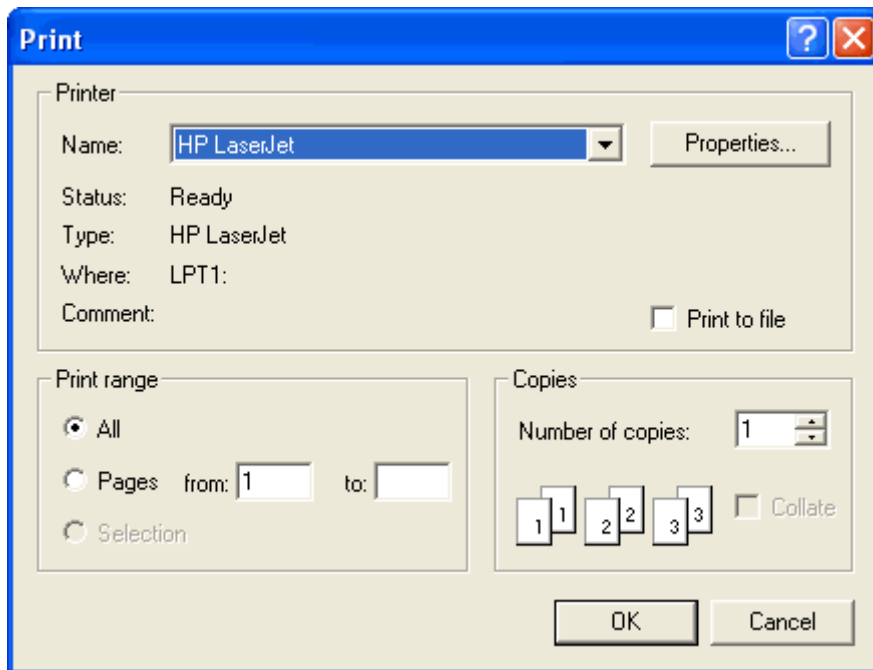 Print
Printer
Name: HP LaserJet Properties...
Status: Ready
Type: HP LaserJet
Where: LPT1:
Comment: Print to file
Print range
All
Pages from: 1 to:
Selection
Copies
Number of copies: 1
1 1 2 2 3 3 Collate
OK Cancel